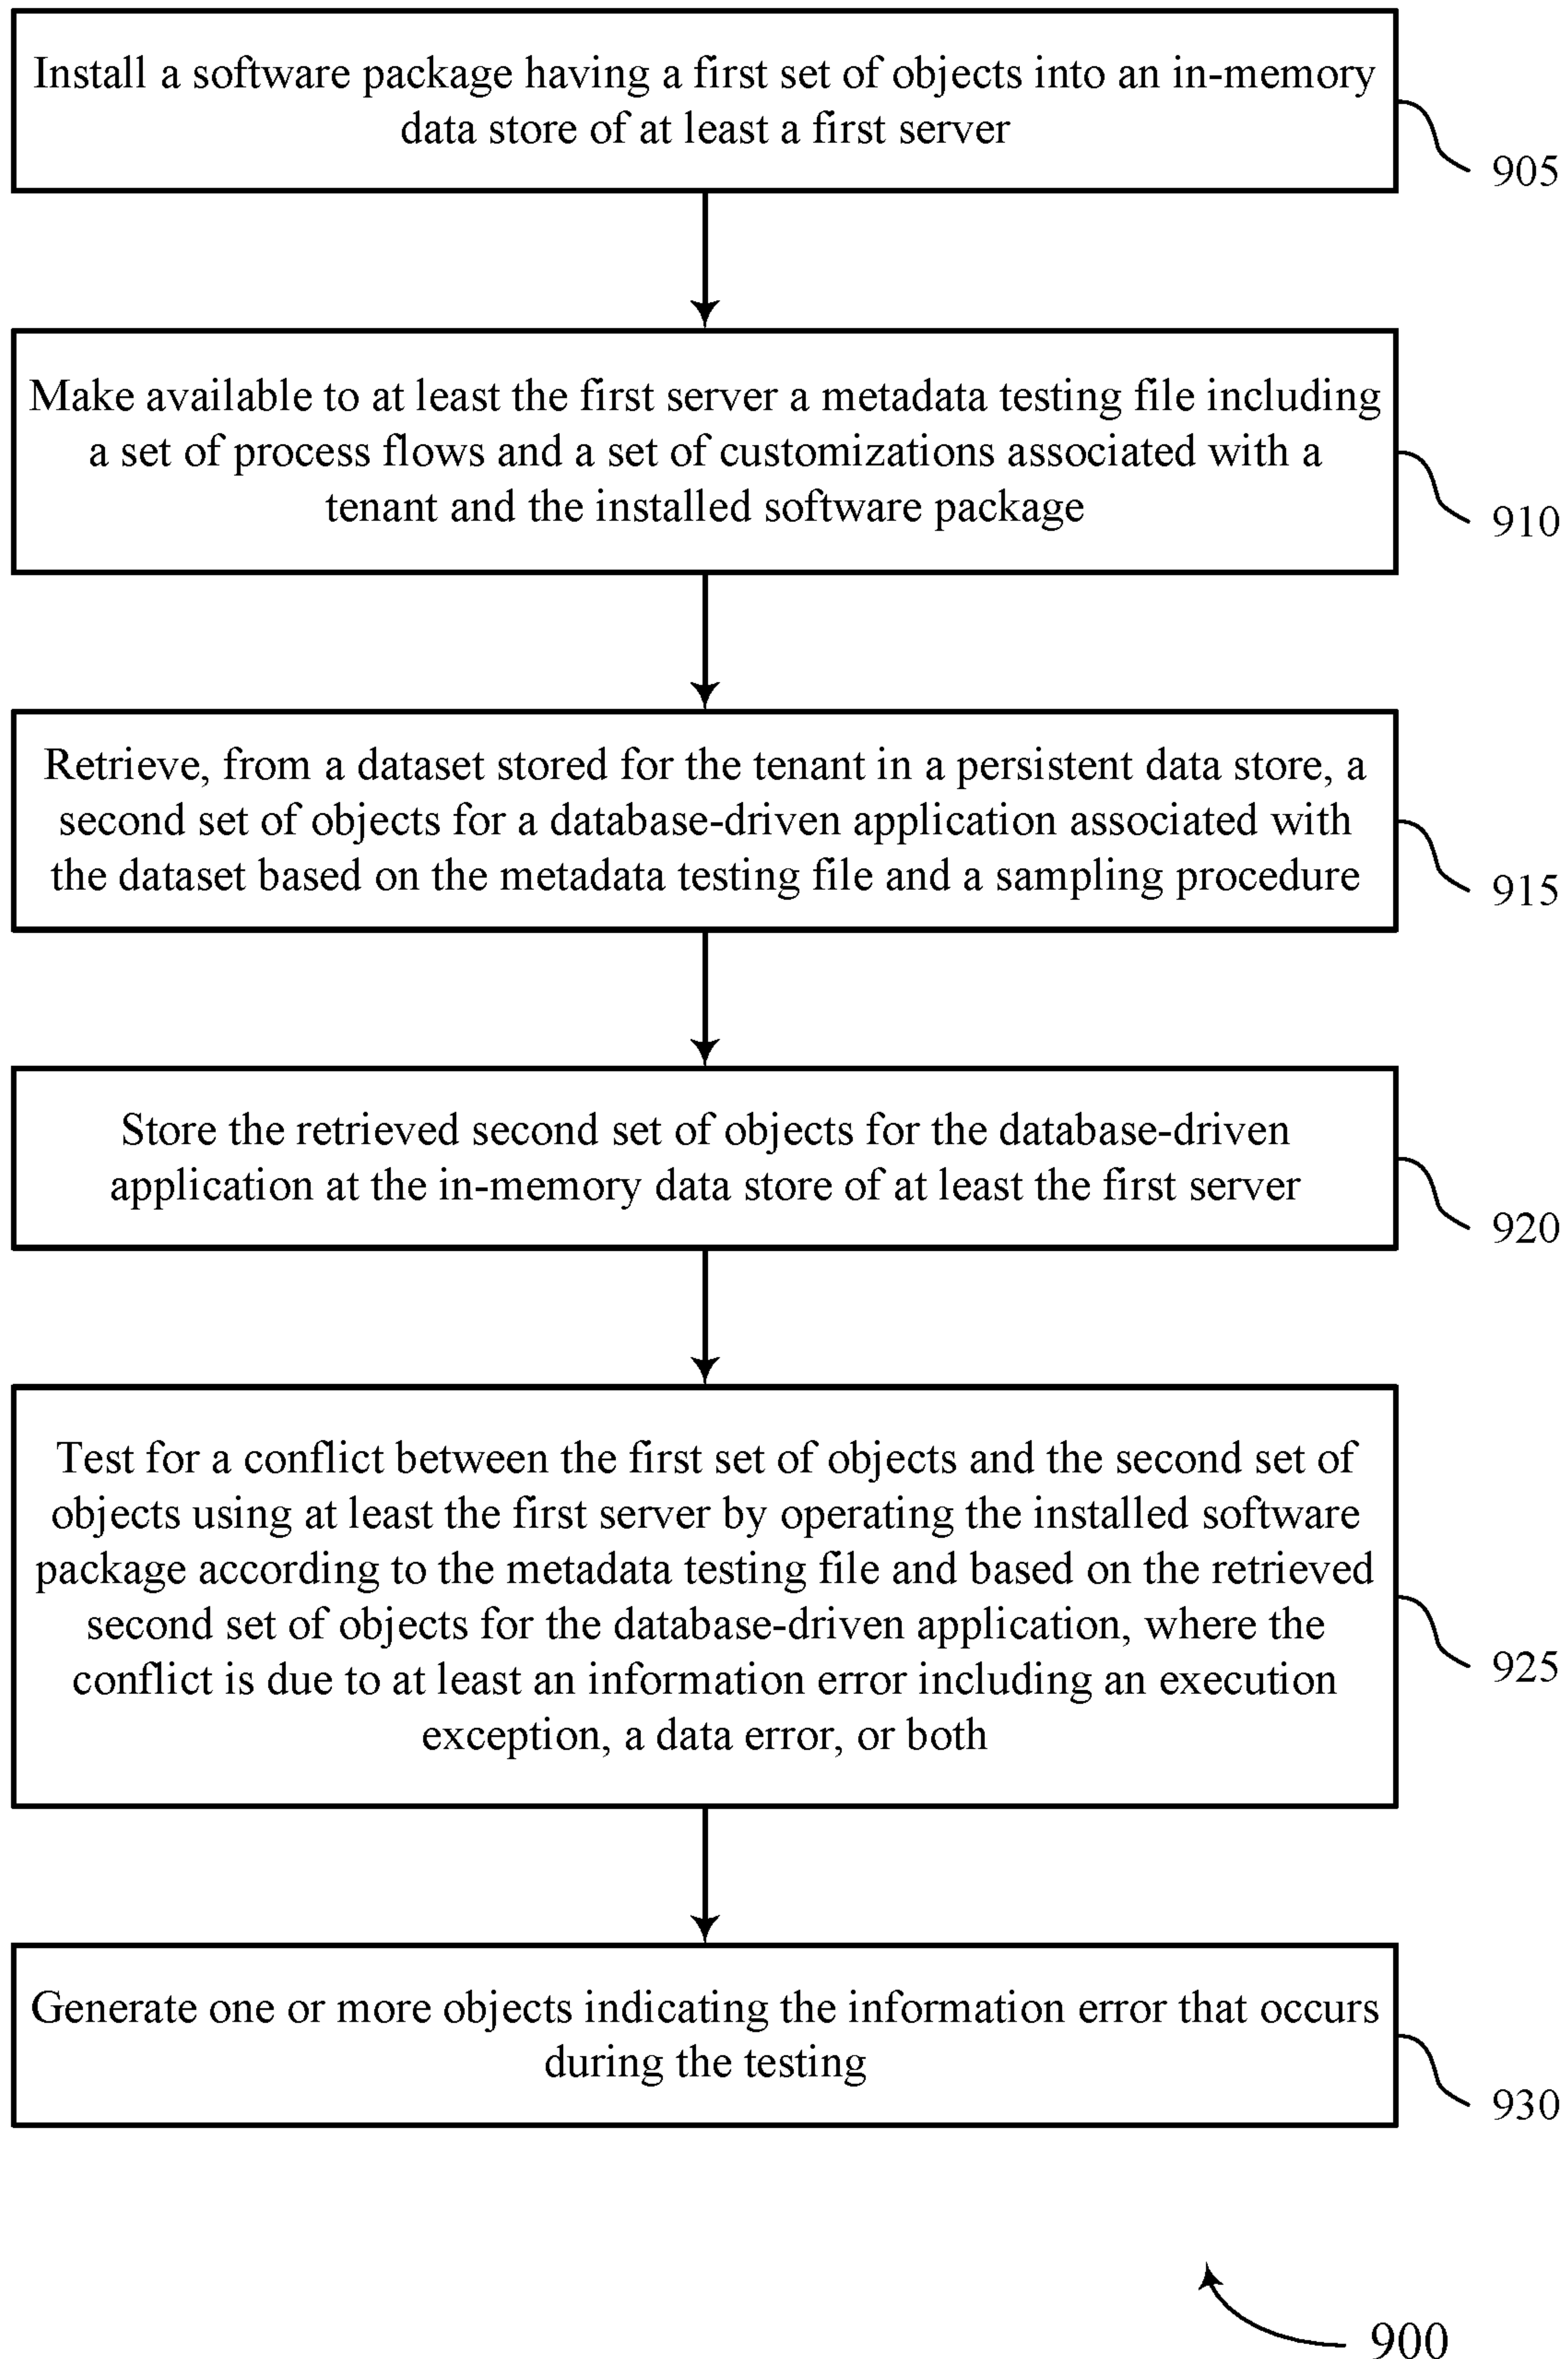 Install a software package having a first set of objects into an in-memory
data store of at least a first server
905
Make available to at least the first server a metadata testing file including
a set of process flows and a set of customizations associated with a
tenant and the installed software package
910
Retrieve, from a dataset stored for the tenant in a persistent data store, a
second set of objects for a database-driven application associated with
the dataset based on the metadata testing file and a sampling procedure
915
Store the retrieved second set of objects for the database-driven
application at the in-memory data store of at least the first server
920
Test for a conflict between the first set of objects and the second set of
objects using at least the first server by operating the installed software
package according to the metadata testing file and based on the retrieved
second set of objects for the database-driven application, where the
conflict is due to at least an information error including an execution
exception, a data error, or both
925
Generate one or more objects indicating the information error that occurs
during the testing
930
900